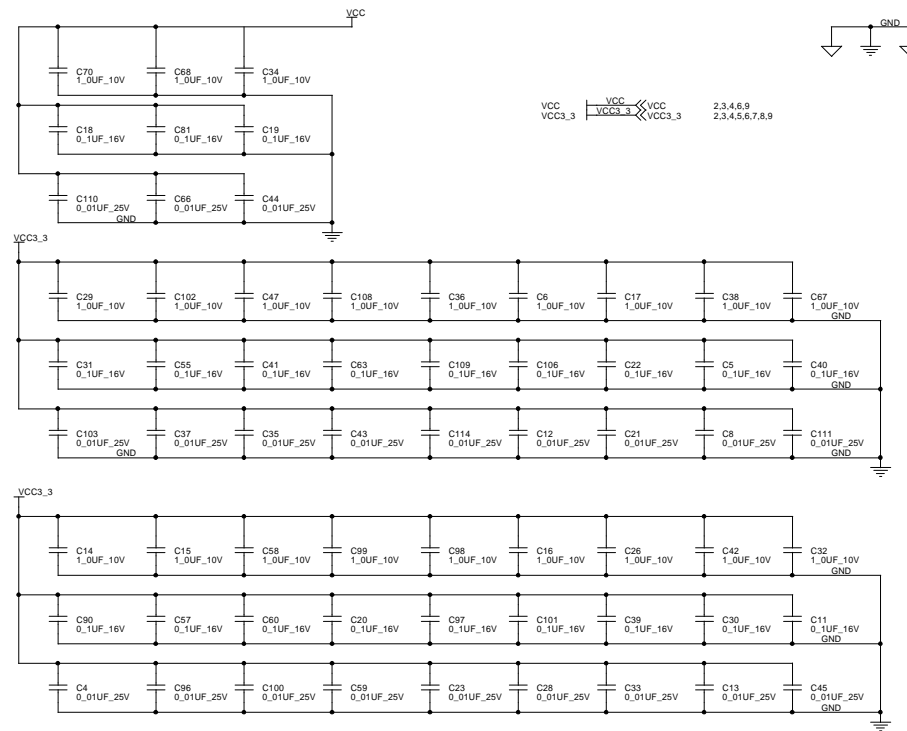 VCC
GND
C70 C68 C34
1_0UF_10V 1_0UF_10V 1_0UF_10V
VCC VCC VCC 2,3,4,6,9
VCC3_3 VCC3_3 VCC3_3 2,3,4,5,6,7,8,9
C18 C81 C19
0_1UF_16V 0_1UF_16V 0_1UF_16V
C110 C66 C44
0_01UF_25V 0_01UF_25V 0_01UF_25V
GND
VCC3_3
C29 C102 C47 C108 C36 C6 C17 C38 C67
1_0UF_10V 1_0UF_10V 1_0UF_10V 1_0UF_10V 1_0UF_10V 1_0UF_10V 1_0UF_10V 1_0UF_10V 1_0UF_10V
GND
C31 C55 C41 C63 C109 C106 C22 C5 C40
0_1UF_16V 0_1UF_16V 0_1UF_16V 0_1UF_16V 0_1UF_16V 0_1UF_16V 0_1UF_16V 0_1UF_16V 0_1UF_16V
GND
C103 C37 C35 C43 C114 C12 C21 C8 C111
0_01UF_25V 0_01UF_25V 0_01UF_25V 0_01UF_25V 0_01UF_25V 0_01UF_25V 0_01UF_25V 0_01UF_25V 0_01UF_25V
GND GND
VCC3_3
C14 C15 C58 C99 C98 C16 C26 C42 C32
1_0UF_10V 1_0UF_10V 1_0UF_10V 1_0UF_10V 1_0UF_10V 1_0UF_10V 1_0UF_10V 1_0UF_10V 1_0UF_10V
GND
C90 C57 C60 C20 C97 C101 C39 C30 C11
0_1UF_16V 0_1UF_16V 0_1UF_16V 0_1UF_16V 0_1UF_16V 0_1UF_16V 0_1UF_16V 0_1UF_16V 0_1UF_16V
GND
C4 C96 C100 C59 C23 C28 C33 C13 C45
0_01UF_25V 0_01UF_25V 0_01UF_25V 0_01UF_25V 0_01UF_25V 0_01UF_25V 0_01UF_25V 0_01UF_25V 0_01UF_25V
GND